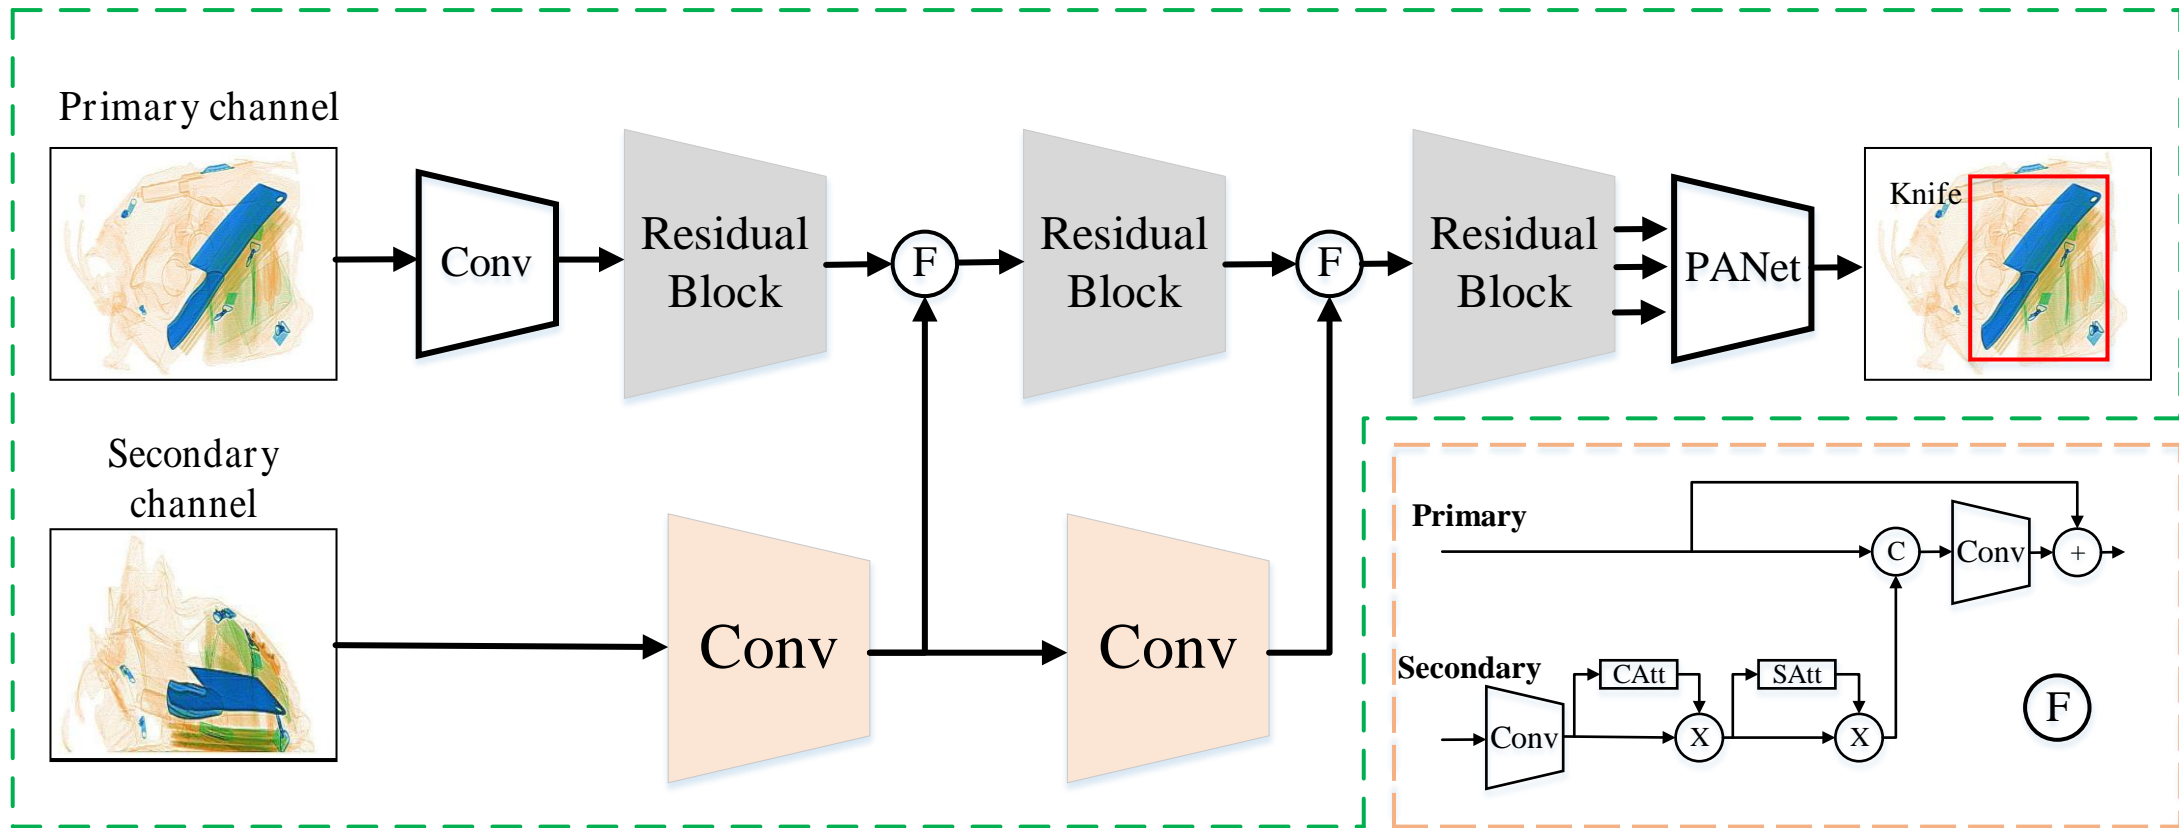 Primary channel
Conv
Residual
Block
F
Residual
Block
F
Residual
Block
PANet
Knife
Secondary
channel
Conv
Conv
Primary
C
Conv
+
Secondary
Conv
CAtt
X
SAtt
X
F